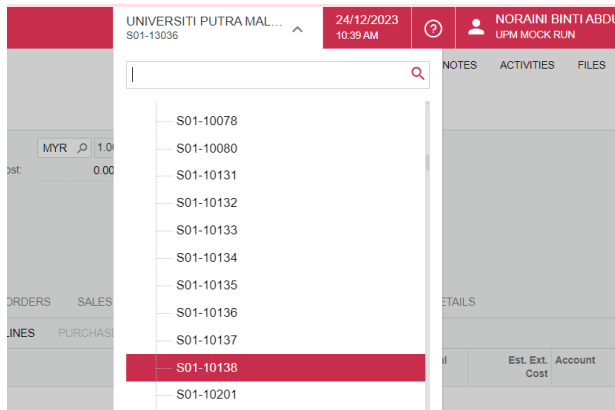 UNIVERSITI PUTRA MAL...
S01-13036
24/12/2023
10:39 AM
NORAINI BINTI ABDU
UPM MOCK RUN
NOTES ACTIVITIES FILES
S01-10078
MYR 1.00
S01-10080
ost: 0.00
S01-10131
S01-10132
S01-10133
S01-10134
S01-10135
ORDERS SALES ETAILS
S01-10136
LINES PURCHASE
S01-10137
S01-10138
Est. Ext. Cost Account
S01-10201